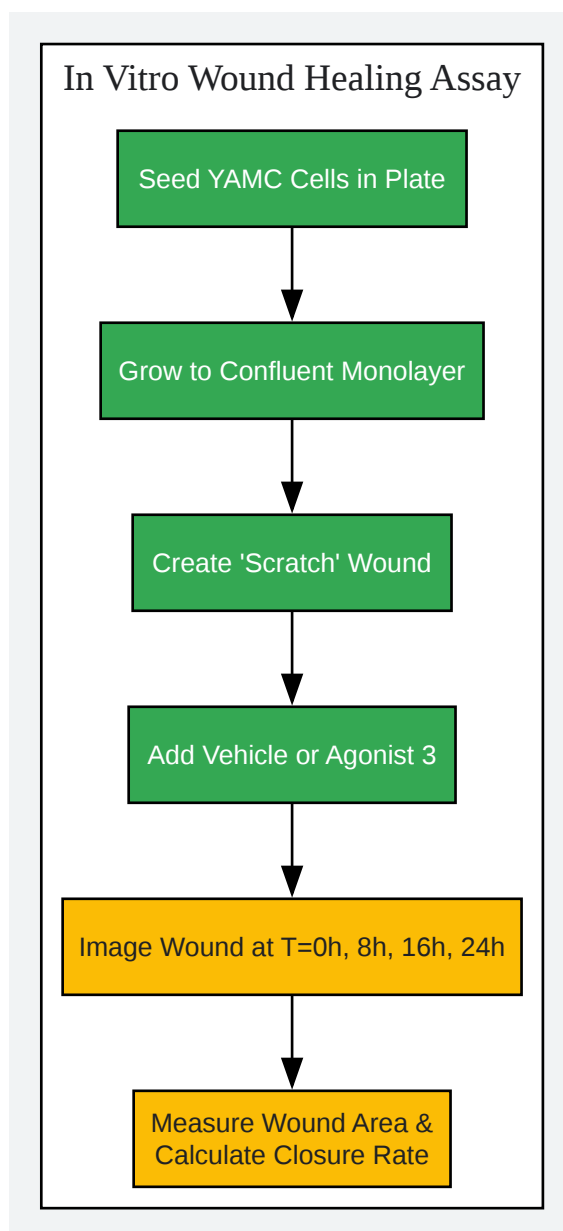 In Vitro Wound Healing Assay
Seed YAMC Cells in Plate
Grow to Confluent Monolayer
Create 'Scratch' Wound
Add Vehicle or Agonist 3
Image Wound at T=0h, 8h, 16h, 24h
Measure Wound Area &
Calculate Closure Rate